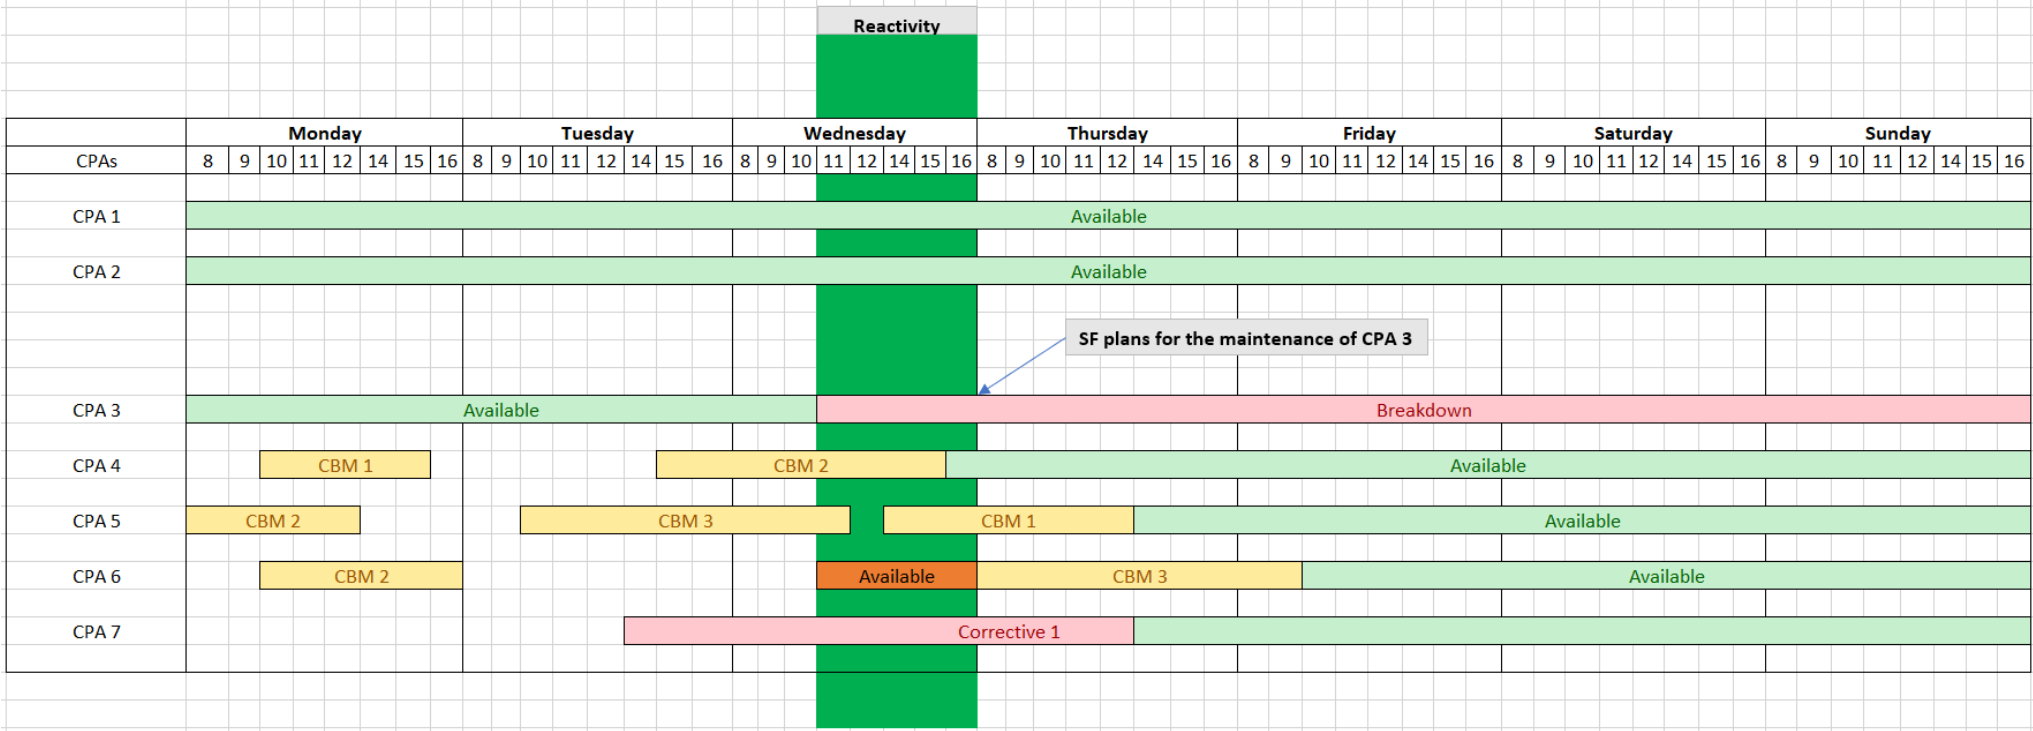 Reactivity
Monday Tuesday Wednesday Thursday Friday Saturday Sunday
CPAs 8 9 10 11 12 14 15 16 8 9 10 11 12 14 15 16 8 9 10 11 12 14 15 16 8 9 10 11 12 14 15 16 8 9 10 11 12 14 15 16 8 9 10 11 12 14 15 16 8 9 10 11 12 14 15 16
CPA 1 Available
CPA 2 Available
SF plans for the maintenance of CPA 3
CPA 3 Available Breakdown
CPA 4 CBM 1 CBM 2 Available
CPA 5 CBM 2 CBM 3 CBM 1 Available
CPA 6 CBM 2 Available CBM 3 Available
CPA 7 Corrective 1